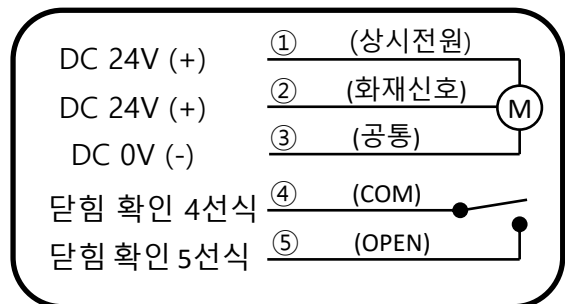 DC 24V (+) ① (상시전원)
DC 24V (+) ② (화재신호)
M
DC 0V (-) ③ (공통)
닫힘 확인 4선식 ④ (COM)
닫힘 확인 5선식 ⑤ (OPEN)